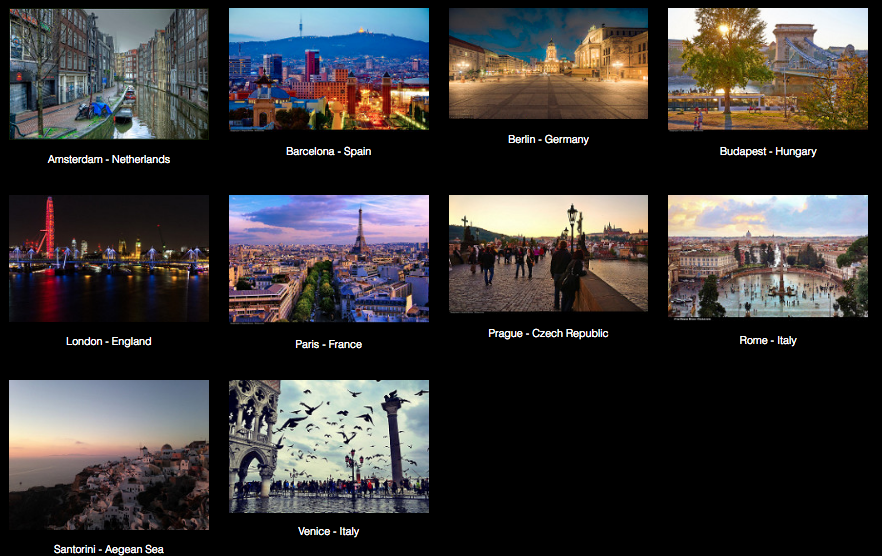 Amsterdam - Netherlands
Barcelona - Spain
Berlin - Germany
Budapest - Hungary
London - England
Paris - France
Prague - Czech Republic
Rome - Italy
Santorini - Aegean Sea
Venice - Italy